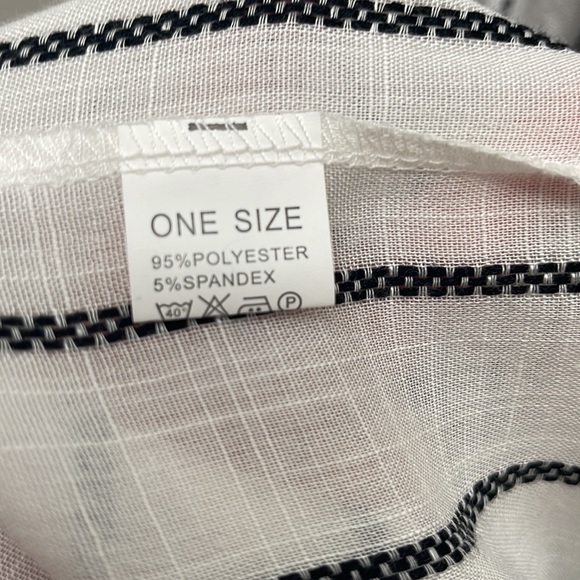 ONE SIZE
95%POLYESTER
5%SPANDEX
40° P